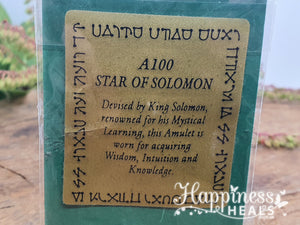 A100
STAR OF SOLOMON
Devised by King Solomon,
renowned for his Mystical
Learning, this Amulet is
worn for acquiring
Wisdom, Intuition and
Knowledge.
Happiness
HEALS